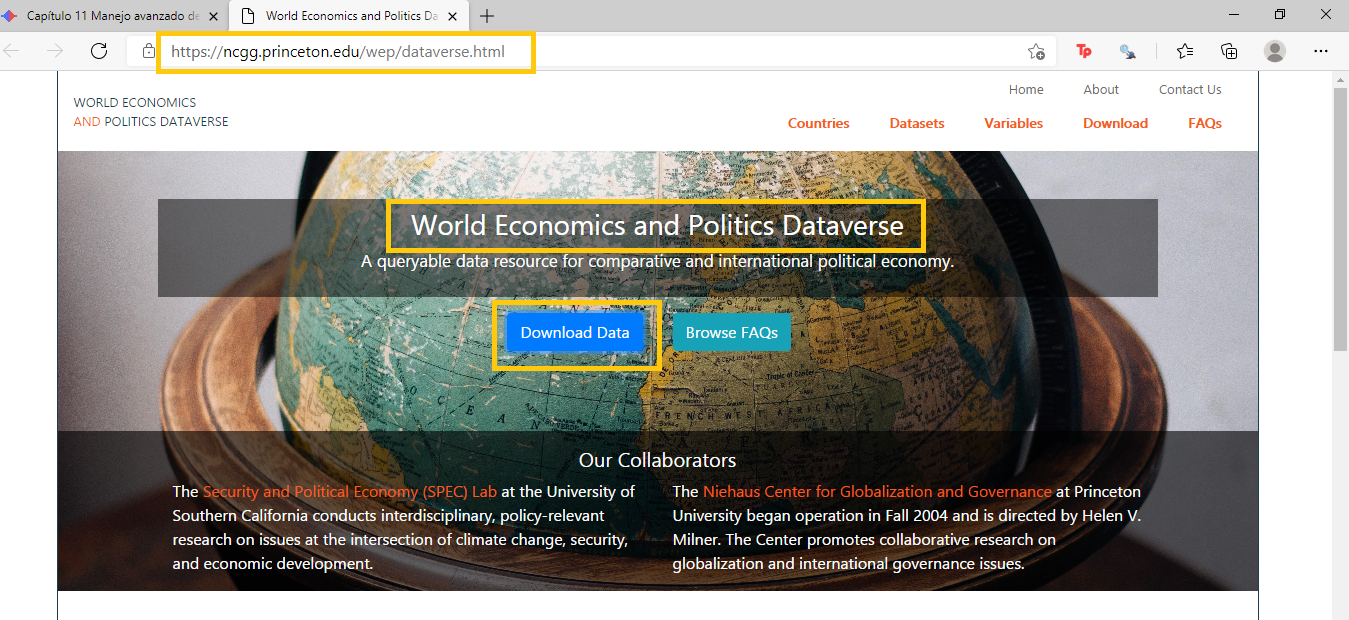 Capítulo 11 Manejo avanzado de
World Economics and Politics Da
https://ncgg.princeton.edu/wep/dataverse.html
Home About Contact Us
WORLD ECONOMICS
AND POLITICS DATAVERSE
Countries Datasets Variables Download FAQs
World Economics and Politics Dataverse
A queryable data resource for comparative and international political economy.
Download Data Browse FAQs
Tropic of Cancer
FRENCH WEST AFRICA
Our Collaborators
The Security and Political Economy (SPEC) Lab at the University of
Southern California conducts interdisciplinary, policy-relevant
research on issues at the intersection of climate change, security,
and economic development.
The Niehaus Center for Globalization and Governance at Princeton
University began operation in Fall 2004 and is directed by Helen V.
Milner. The Center promotes collaborative research on
globalization and international governance issues.